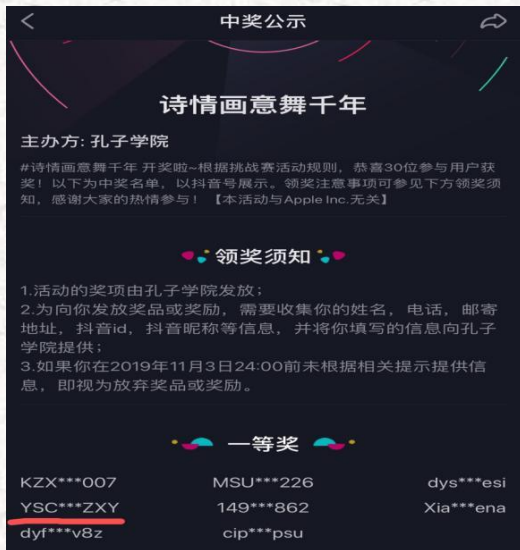 中奖公示
诗情画意舞千年
主办方: 孔子学院
#诗情画意舞千年 开奖啦~根据挑战赛活动规则，恭喜30位参与用户获
奖！以下为中奖名单，以抖音号展示。领奖注意事项可参见下方领奖须
知，感谢大家的热情参与！【本活动与Apple Inc.无关】
领奖须知
1.活动的奖项由孔子学院发放；
2.为向你发放奖品或奖励，需要收集你的姓名，电话，邮寄
地址，抖音id，抖音昵称等信息，并将你填写的信息向孔子
学院提供；
3.如果你在2019年11月3日24:00前未根据相关提示提供信
息，即视为放弃奖品或奖励。
一等奖
KZX***007 MSU***226 dys***esi
YSC***ZXY 149***862 Xia***ena
dyf***v8z cip***psu